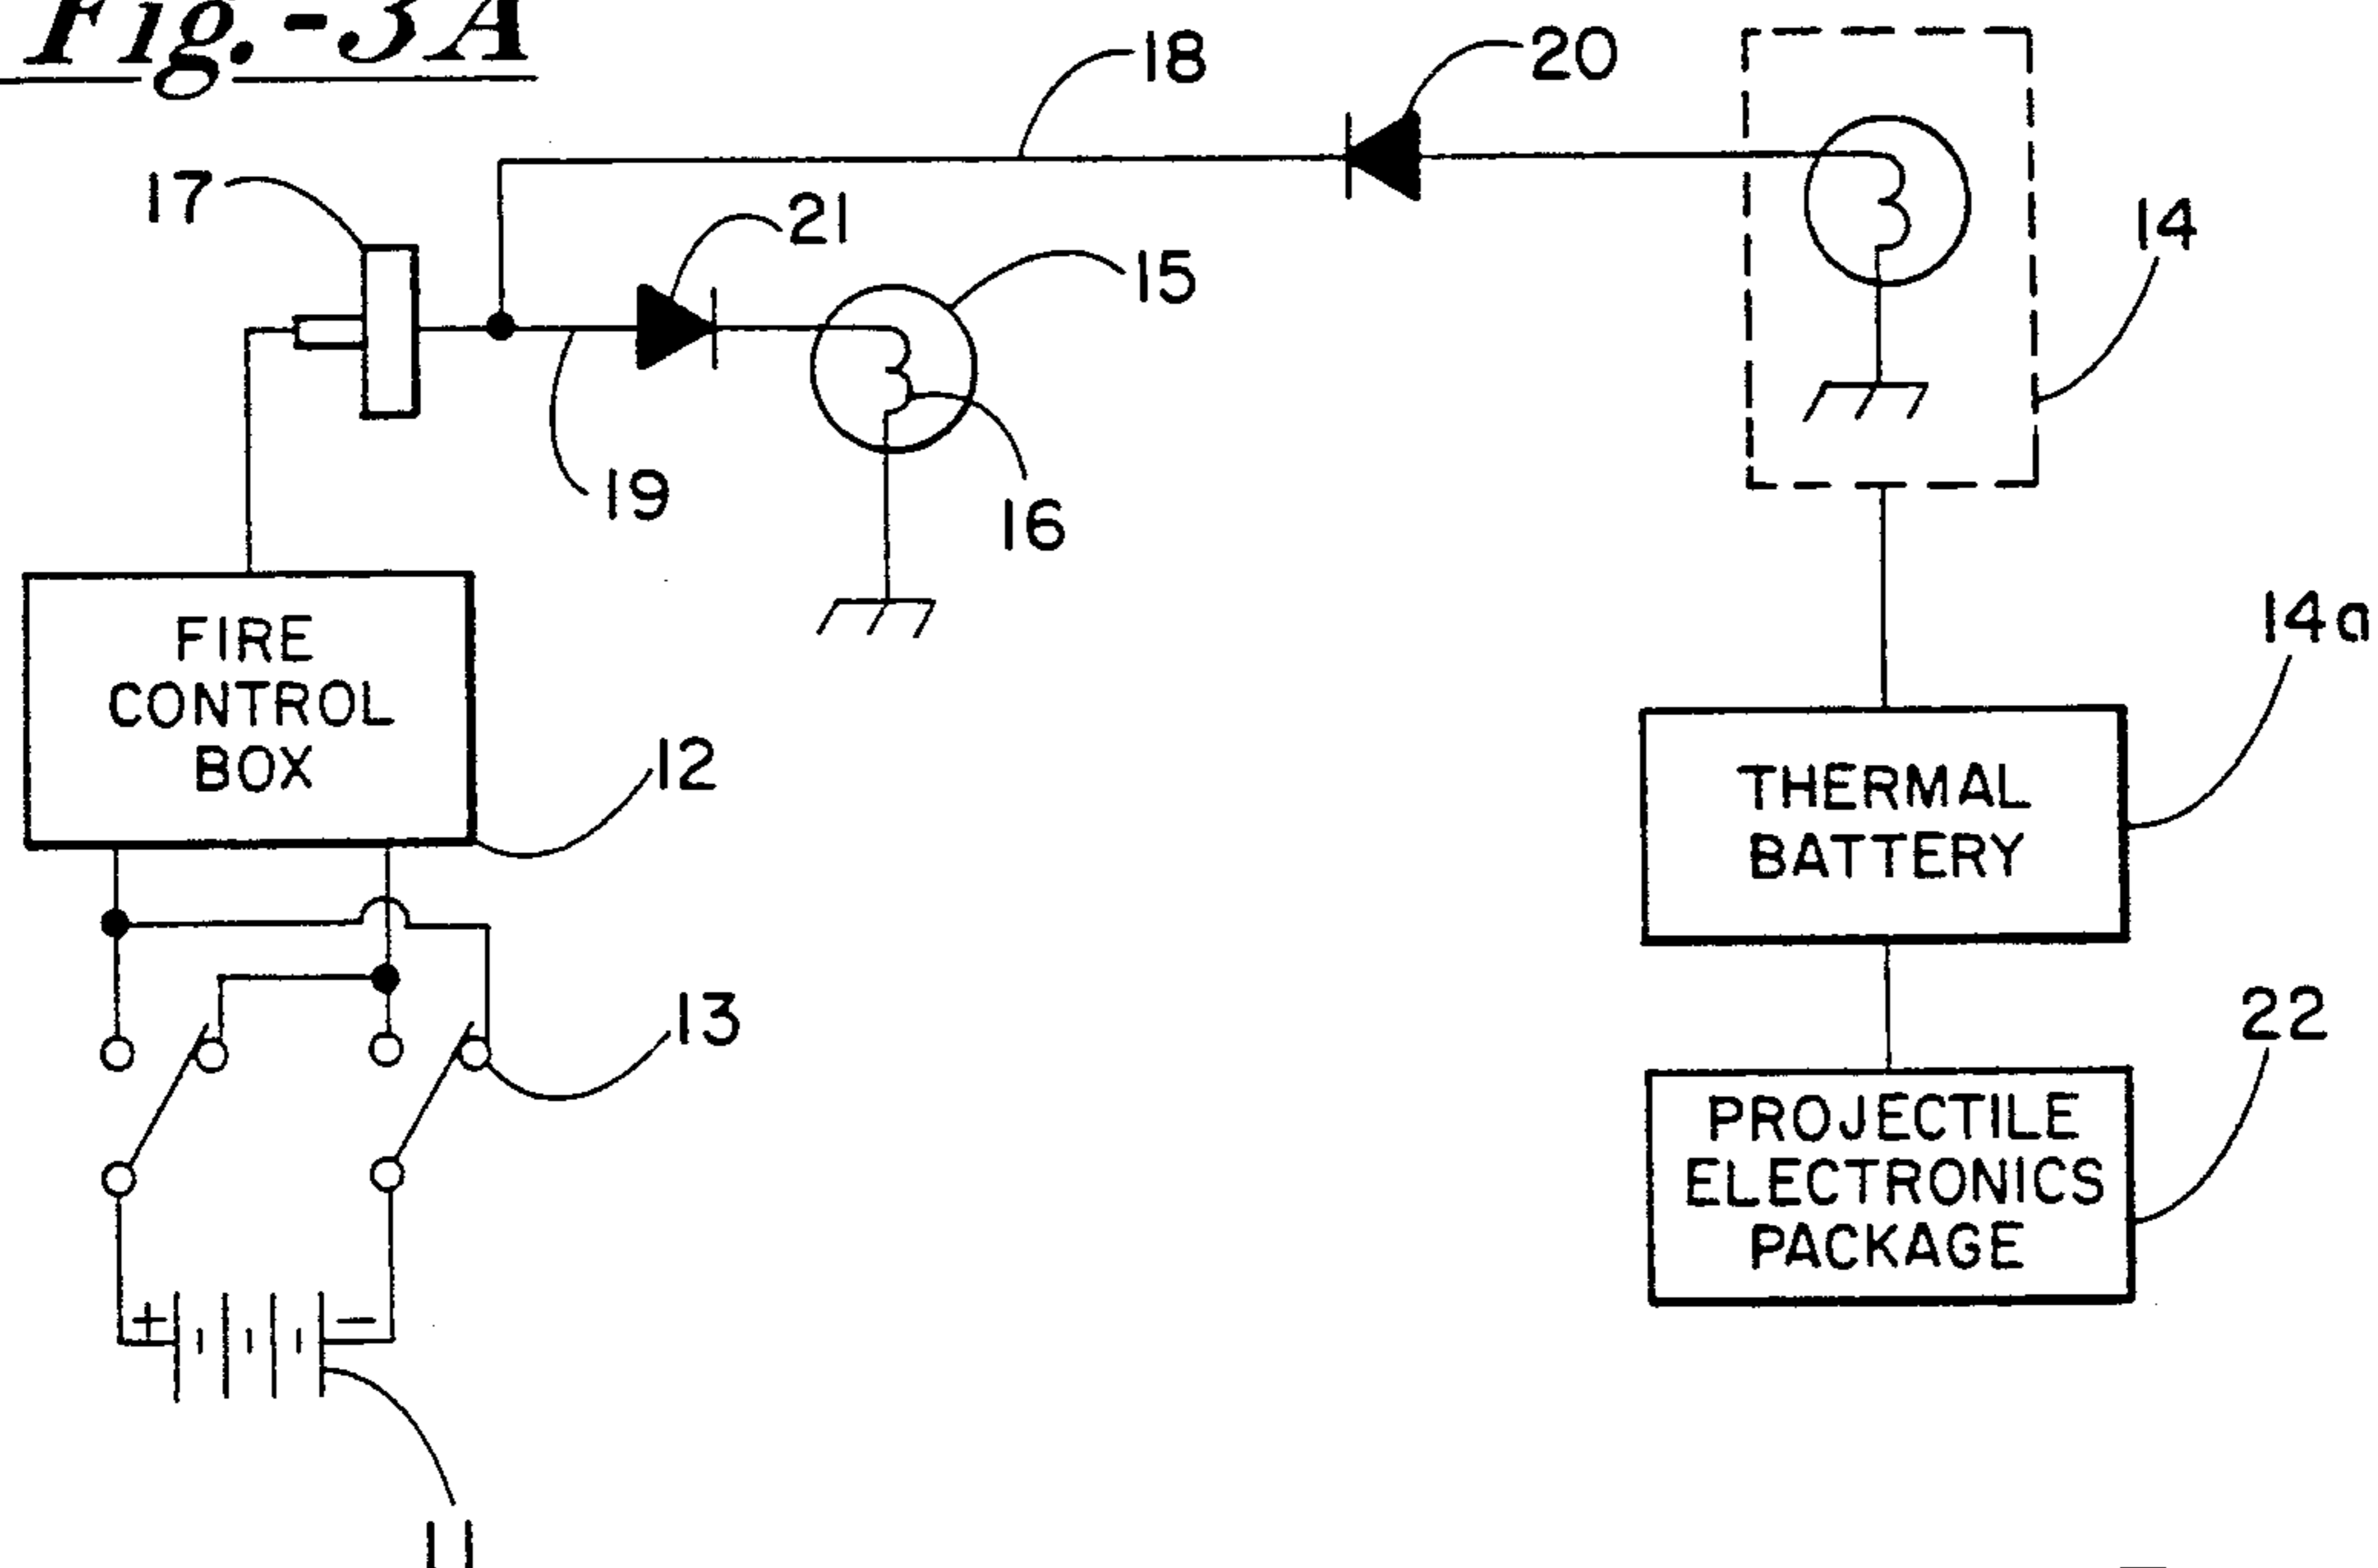 Fig.-3A
18
20
17
21
15
14
19
16
FIRE
CONTROL
BOX
12
14a
THERMAL
BATTERY
13
22
PROJECTILE
ELECTRONICS
PACKAGE
+ −
11